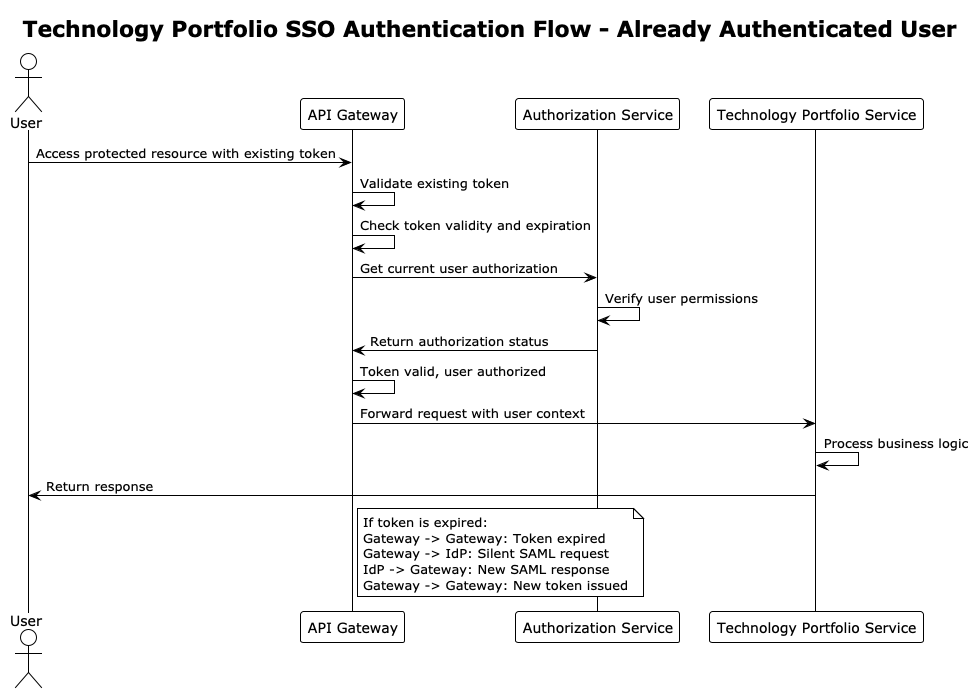 Technology Portfolio SSO Authentication Flow - Already Authenticated User
User
API Gateway
Authorization Service
Technology Portfolio Service
Access protected resource with existing token
Validate existing token
Check token validity and expiration
Get current user authorization
Verify user permissions
Return authorization status
Token valid, user authorized
Forward request with user context
Process business logic
Return response
If token is expired:
Gateway -> Gateway: Token expired
Gateway -> IdP: Silent SAML request
IdP -> Gateway: New SAML response
Gateway -> Gateway: New token issued
User
API Gateway
Authorization Service
Technology Portfolio Service